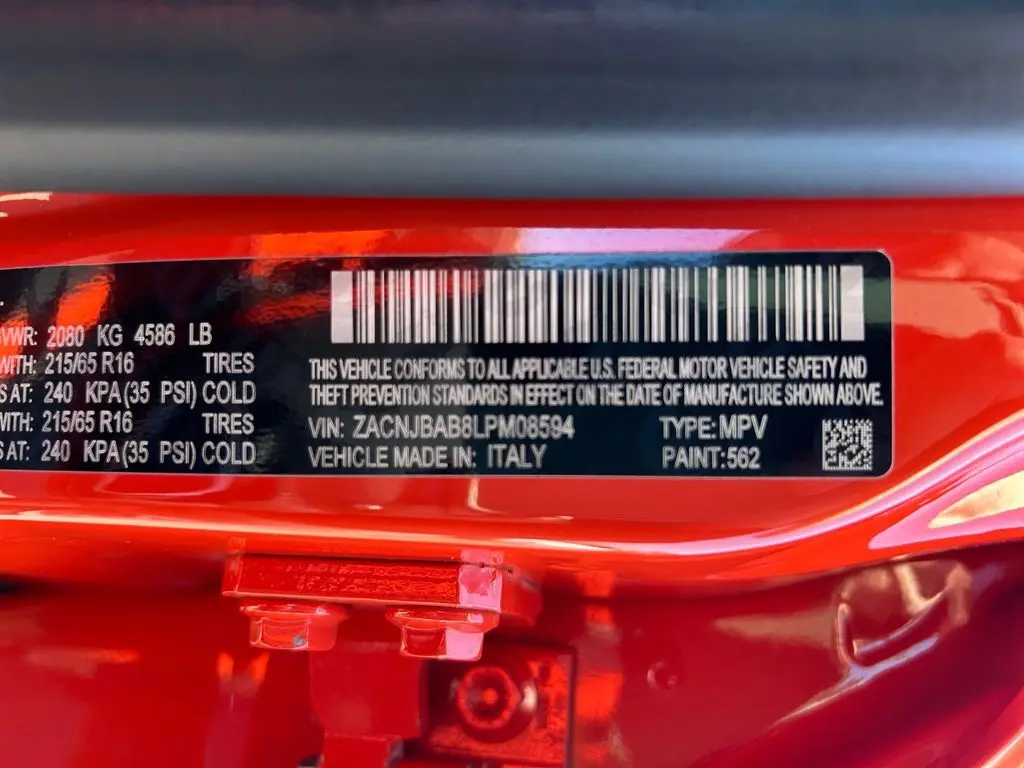 VWR: 2080 KG 4586 LB
WITH: 215/65 R16 TIRES
S AT: 240 KPA (35 PSI) COLD
WITH: 215/65 R16 TIRES
S AT: 240 KPA (35 PSI) COLD
THIS VEHICLE CONFORMS TO ALL APPLICABLE U.S. FEDERAL MOTOR VEHICLE SAFETY AND
THEFT PREVENTION STANDARDS IN EFFECT ON THE DATE OF MANUFACTURE SHOWN ABOVE.
VIN: ZACNJBAB8LPM08594 TYPE: MPV
VEHICLE MADE IN: ITALY PAINT: 562